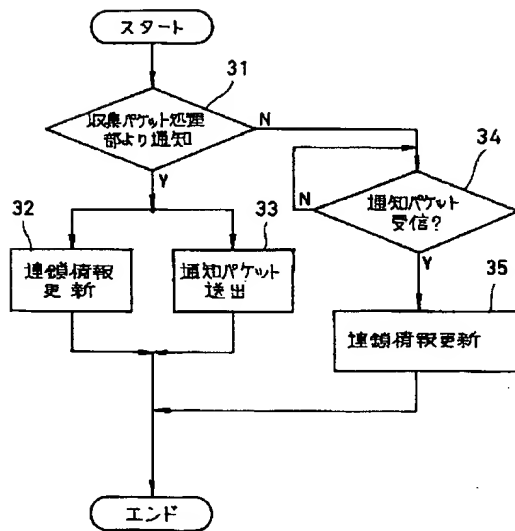 スタート
31
収集パケット処理
部より通知
N
Y
34
通知パケット
受信?
N
Y
32
連鎖情報
更新
33
通知パケット
送出
35
連鎖情報更新
エンド